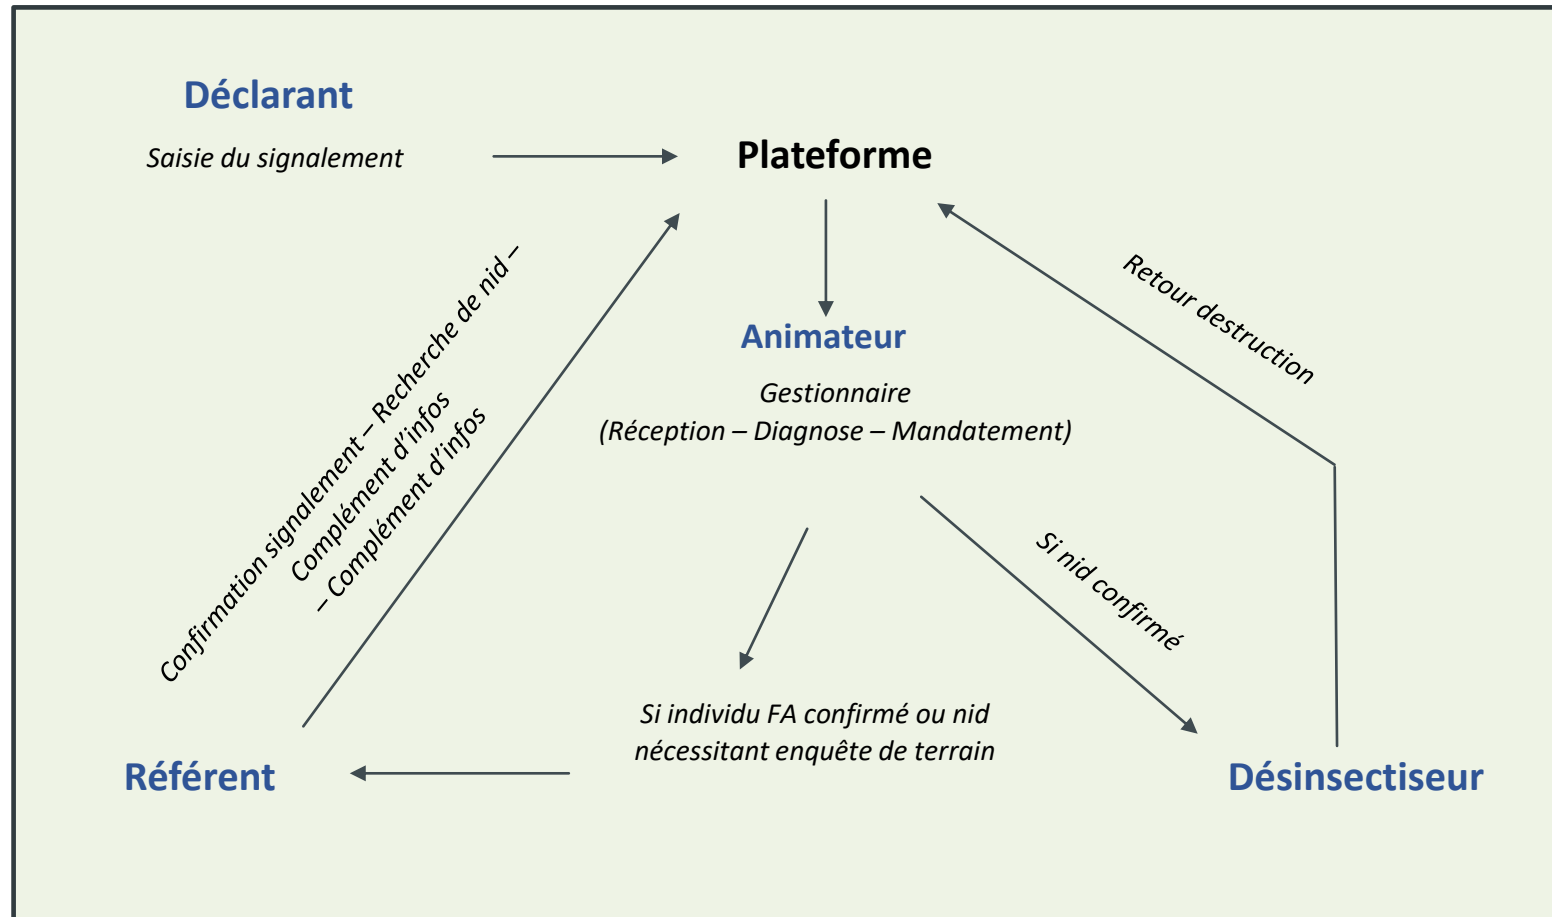 Déclarant
Saisie du signalement
Plateforme
Confirmation signalement – Recherche de nid –
Complément d’infos
– Complément d’infos
Retour destruction
Animateur
Gestionnaire
(Réception – Diagnose – Mandatement)
Si nid confirmé
Si individu FA confirmé ou nid
nécessitant enquête de terrain
Référent
Désinsectiseur